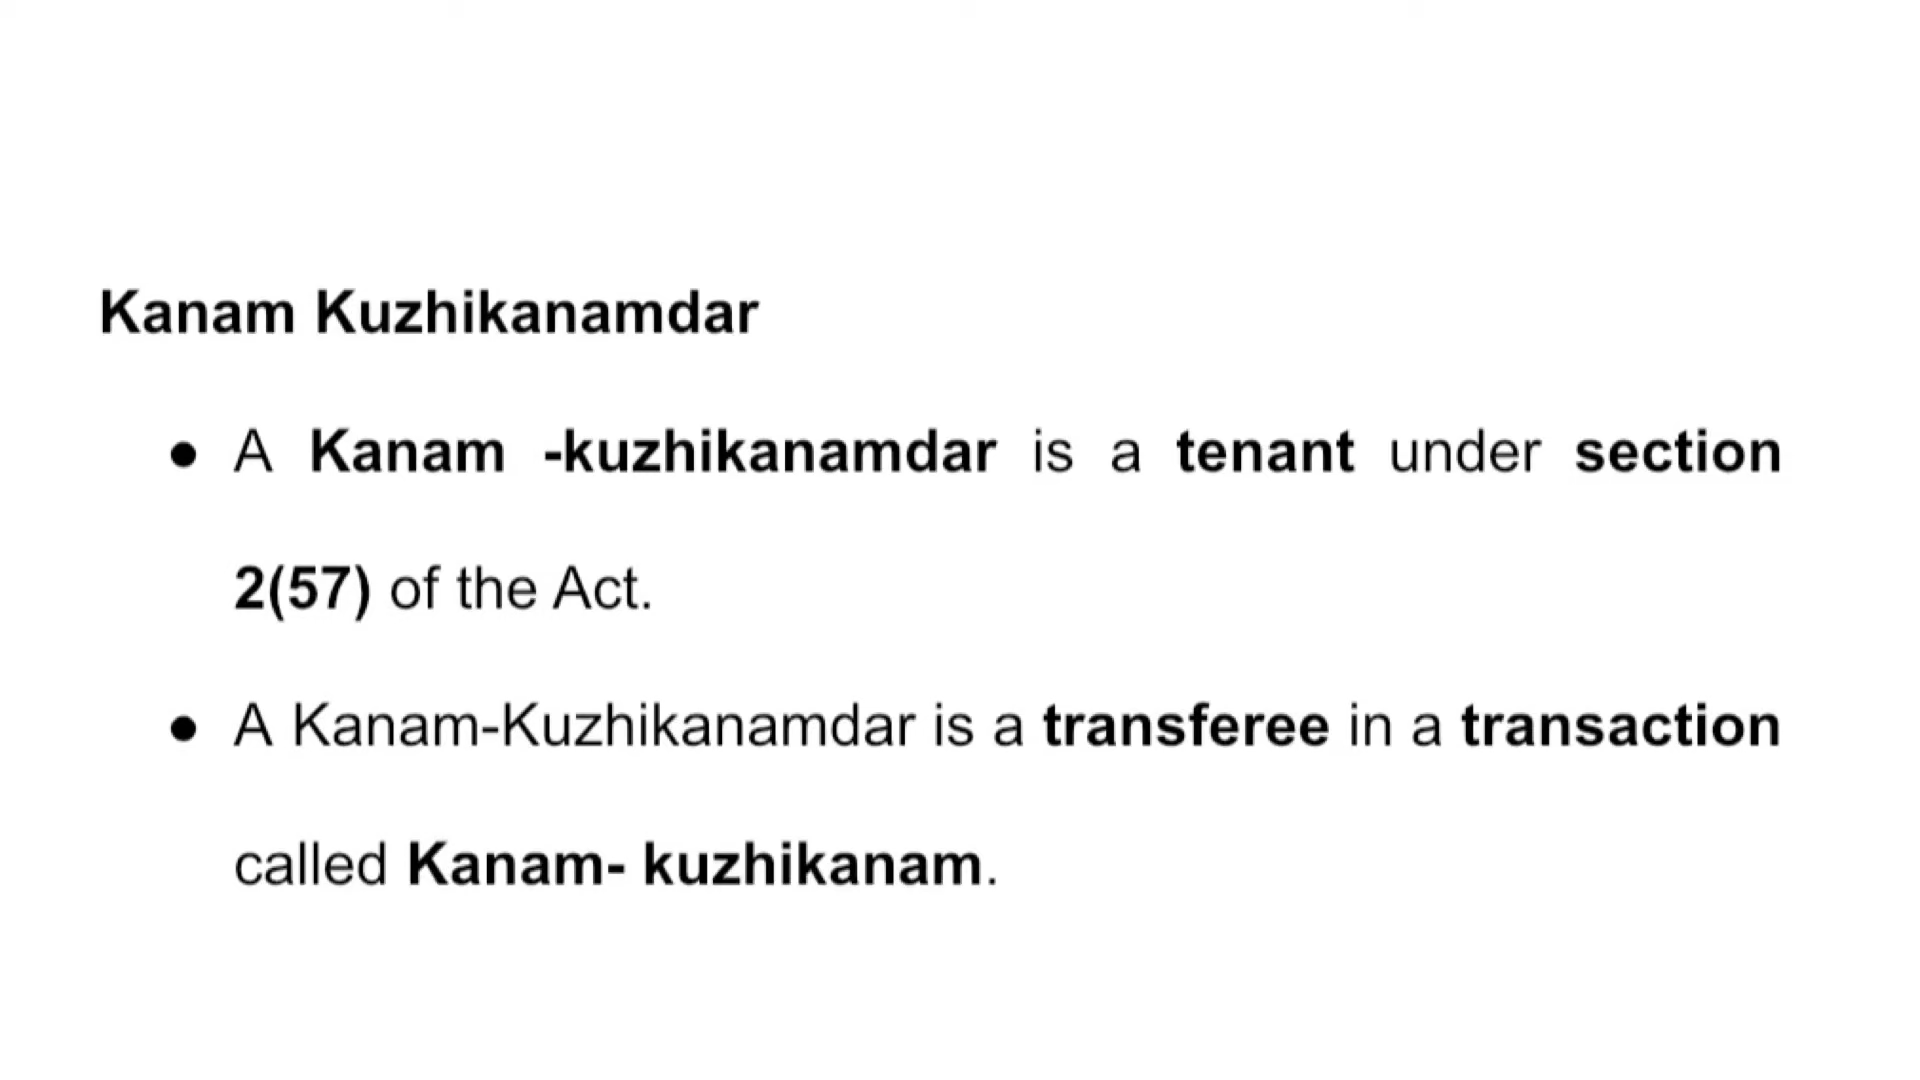 Kanam Kuzhikanamdar
● A Kanam -kuzhikanamdar is a tenant under section
2(57) of the Act.
● A Kanam-Kuzhikanamdar is a transferee in a transaction
called Kanam- kuzhikanam.